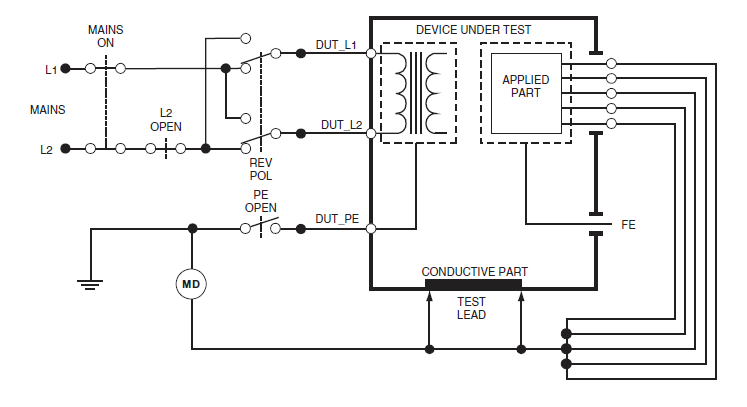 MAINS
ON
DEVICE UNDER TEST
DUT_L1
L1
APPLIED
PART
MAINS
L2
OPEN
DUT_L2
L2
REV
POL
PE
OPEN
DUT_PE
FE
CONDUCTIVE PART
MD
TEST
LEAD